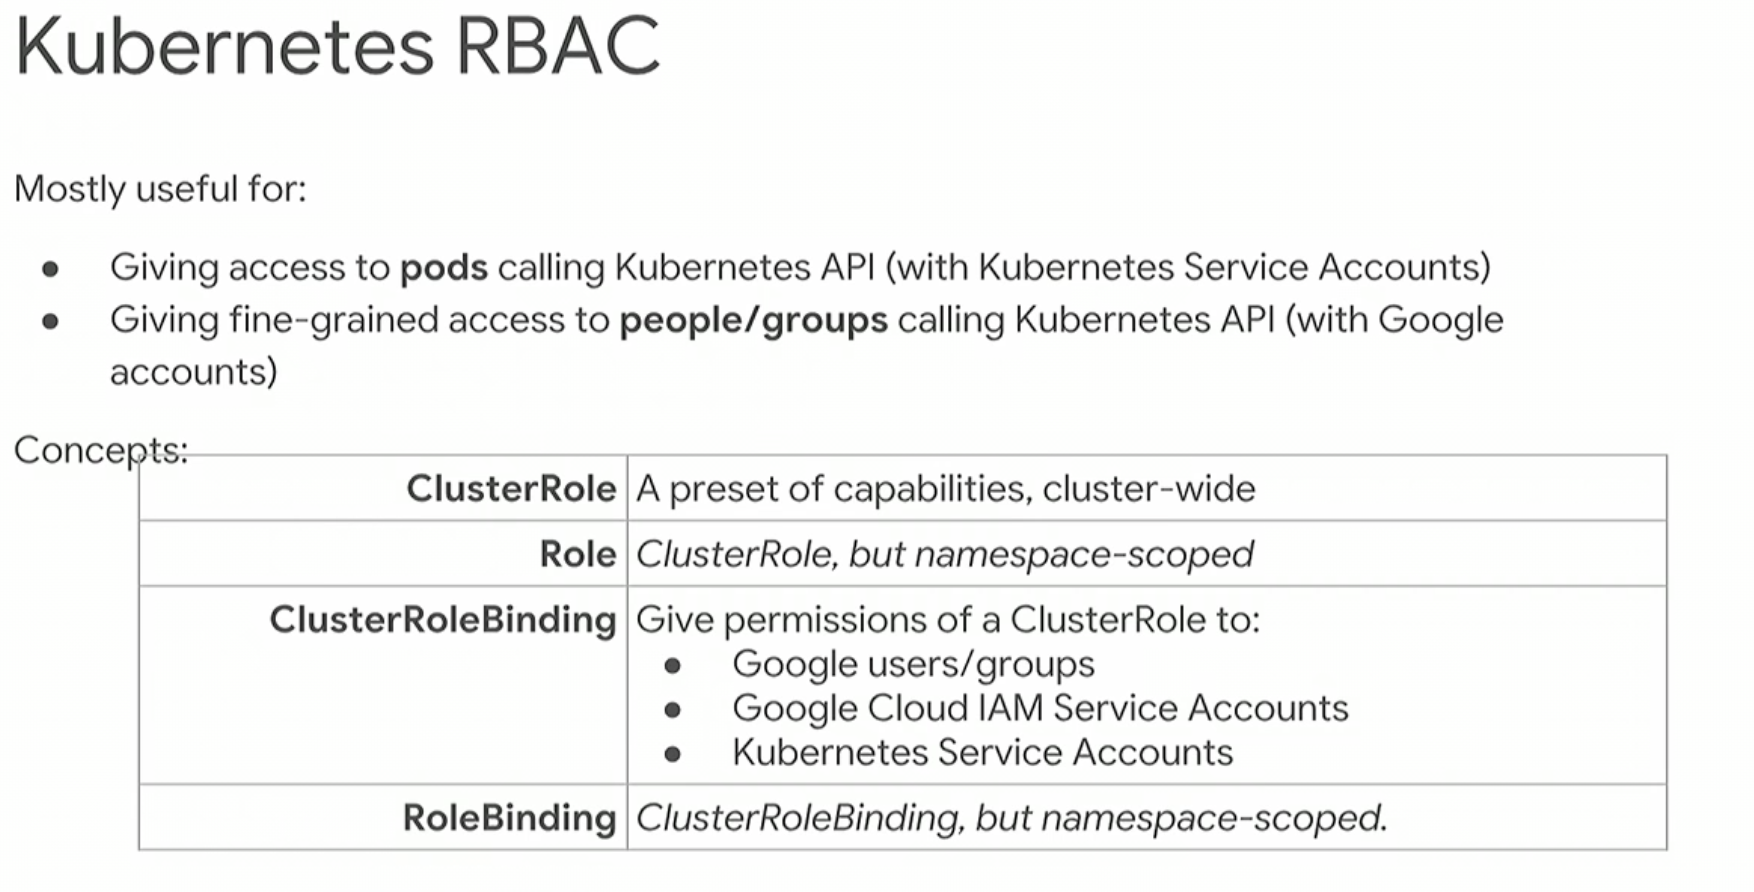 Kubernetes RBAC
Mostly useful for:
● Giving access to pods calling Kubernetes API (with Kubernetes Service Accounts)
● Giving fine-grained access to people/groups calling Kubernetes API (with Google
accounts)
Concepts:
ClusterRole A preset of capabilities, cluster-wide
Role ClusterRole, but namespace-scoped
ClusterRoleBinding Give permissions of a ClusterRole to:
● Google users/groups
● Google Cloud IAM Service Accounts
● Kubernetes Service Accounts
RoleBinding ClusterRoleBinding, but namespace-scoped.